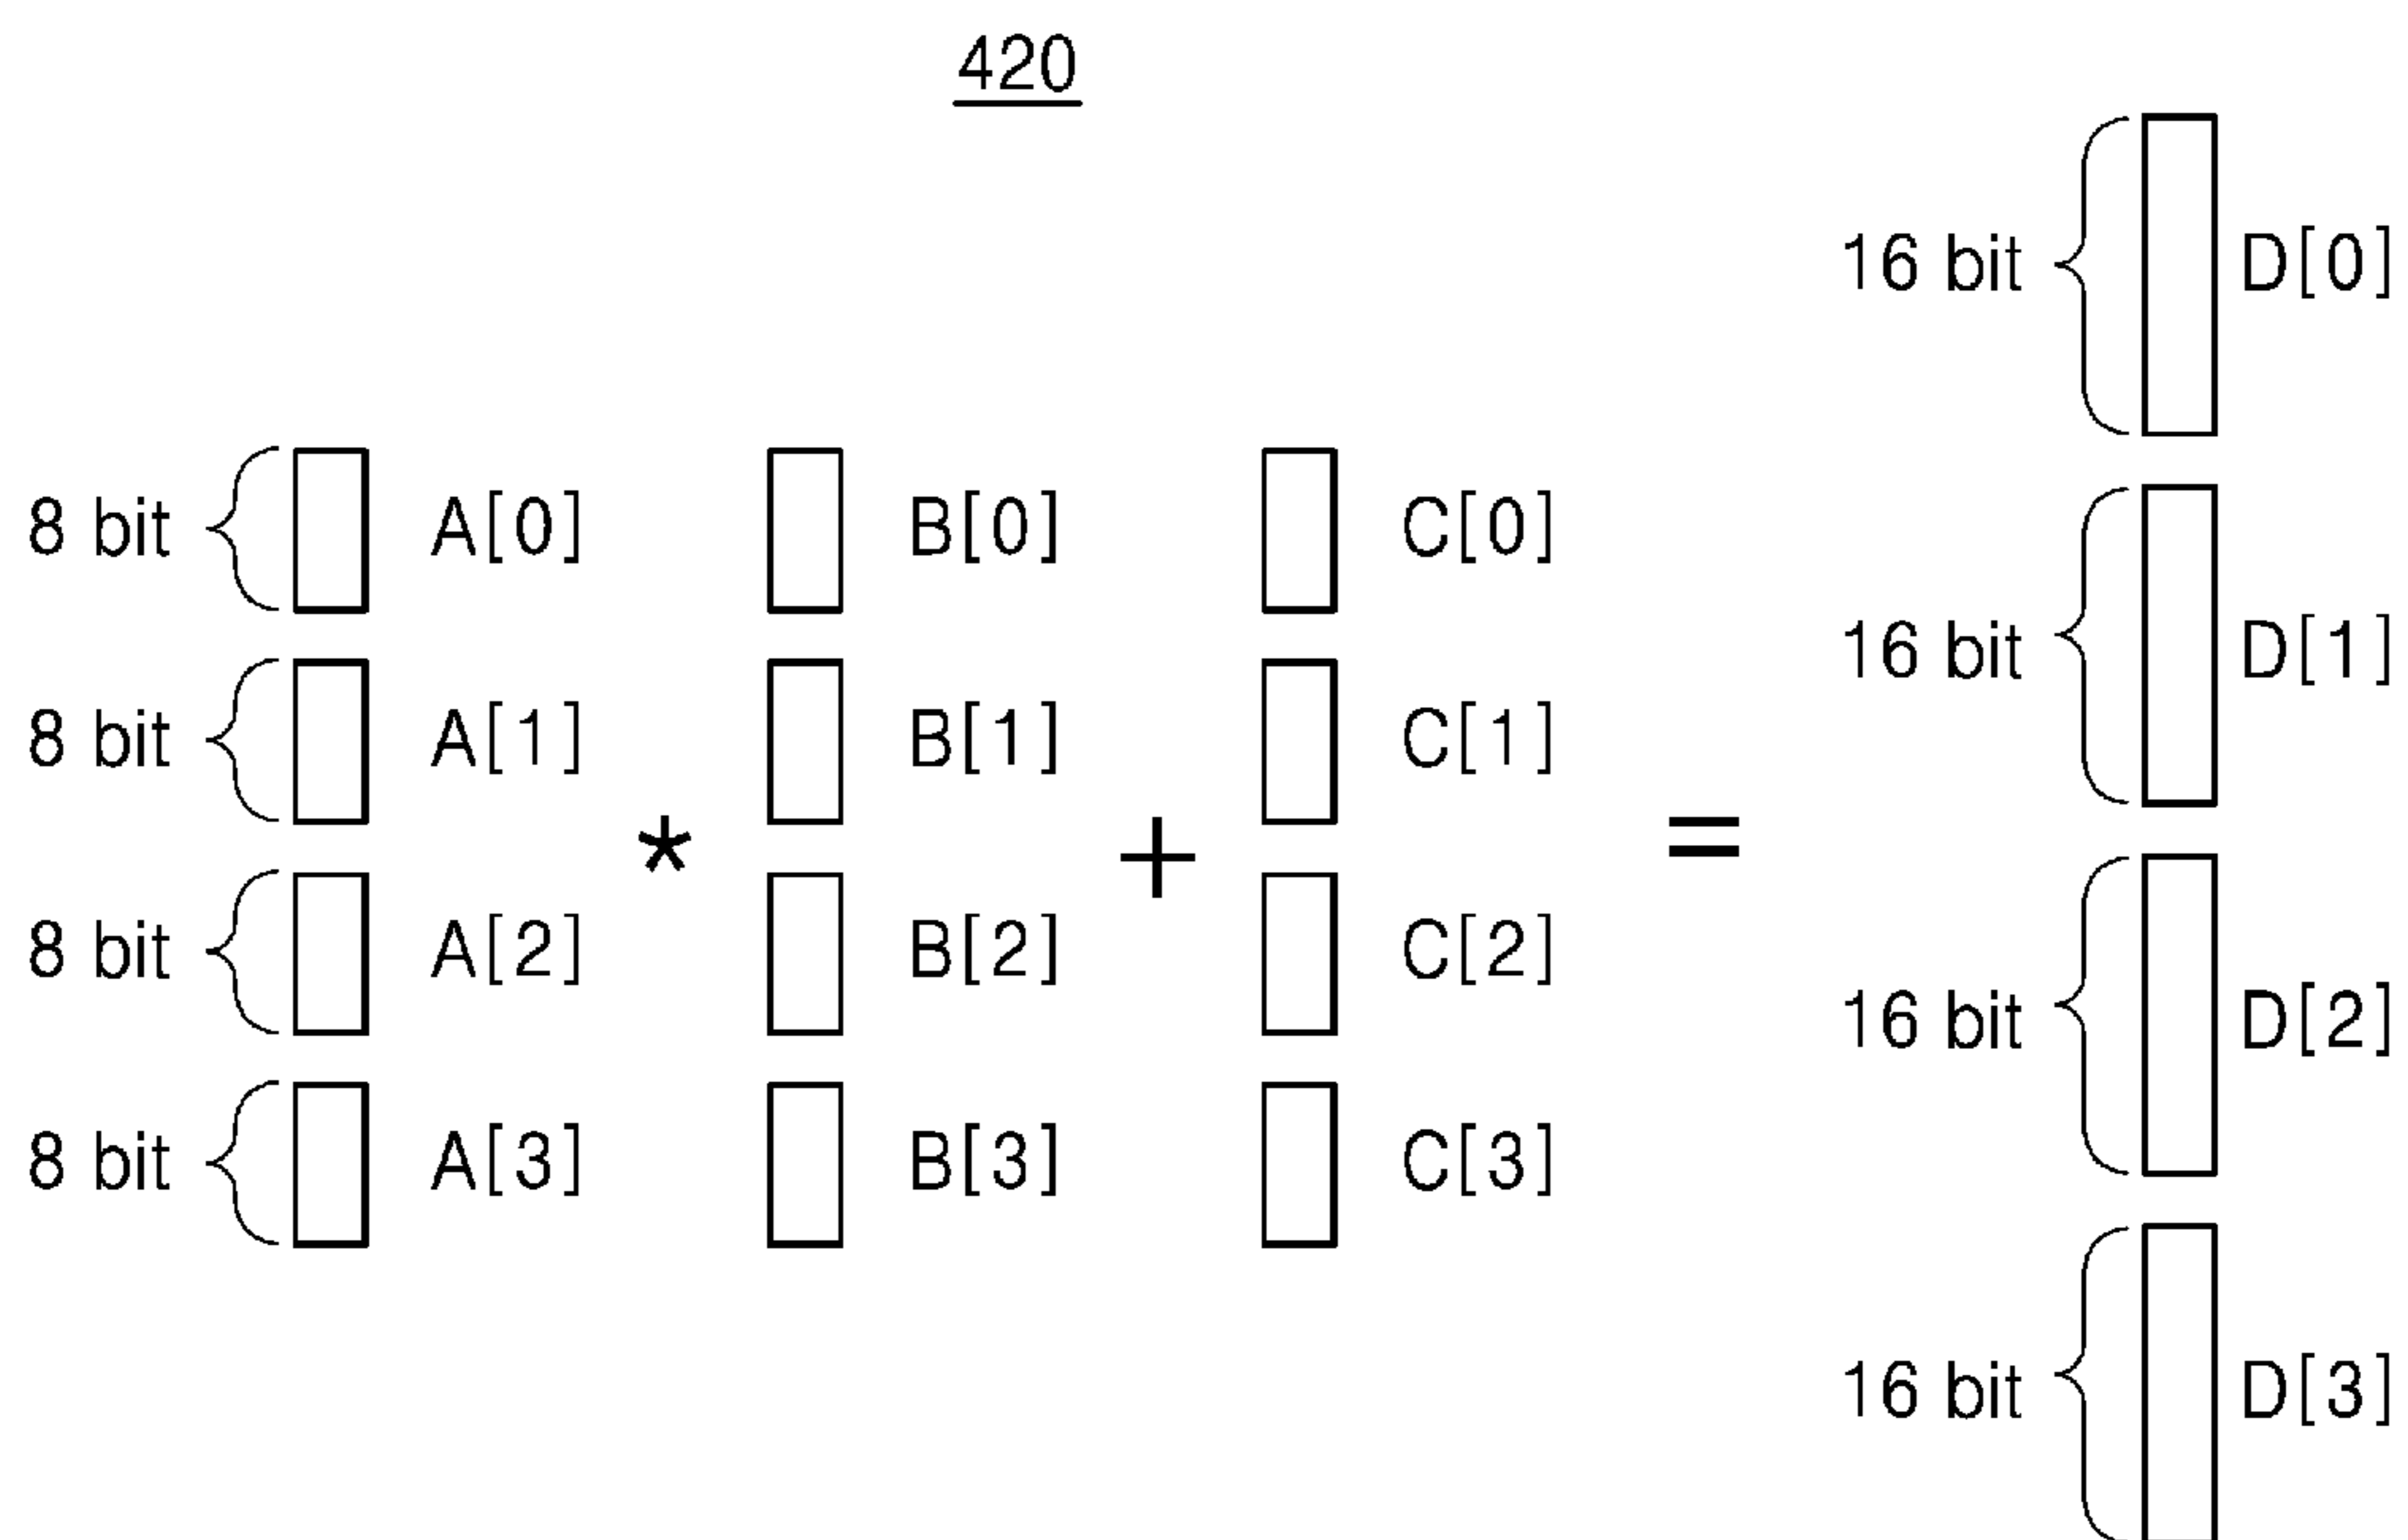 420
16 bit D[0]
8 bit A[0] B[0] C[0]
16 bit D[1]
8 bit A[1] B[1] C[1]
* + =
8 bit A[2] B[2] C[2]
16 bit D[2]
8 bit A[3] B[3] C[3]
16 bit D[3]